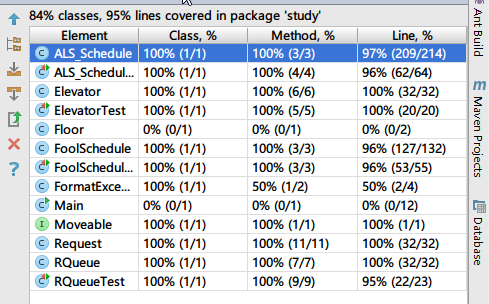 84% classes, 95% lines covered in package 'study'
Element Class, % Method, % Line, %
ALS_Schedule 100% (1/1) 100% (3/3) 97% (209/214)
ALS_Schedul... 100% (1/1) 100% (4/4) 96% (62/64)
Elevator 100% (1/1) 100% (6/6) 100% (32/32)
ElevatorTest 100% (1/1) 100% (5/5) 100% (20/20)
Floor 0% (0/1) 0% (0/1) 0% (0/2)
FoolSchedule 100% (1/1) 100% (3/3) 96% (127/132)
FoolSchedul... 100% (1/1) 100% (3/3) 96% (53/55)
FormatExce... 100% (1/1) 50% (1/2) 50% (2/4)
Main 0% (0/1) 0% (0/1) 0% (0/12)
Moveable 100% (1/1) 100% (1/1) 100% (1/1)
Request 100% (1/1) 100% (11/11) 100% (32/32)
RQueue 100% (1/1) 100% (7/7) 100% (32/32)
RQueueTest 100% (1/1) 100% (9/9) 95% (22/23)
Ant Build
Maven Projects
Database